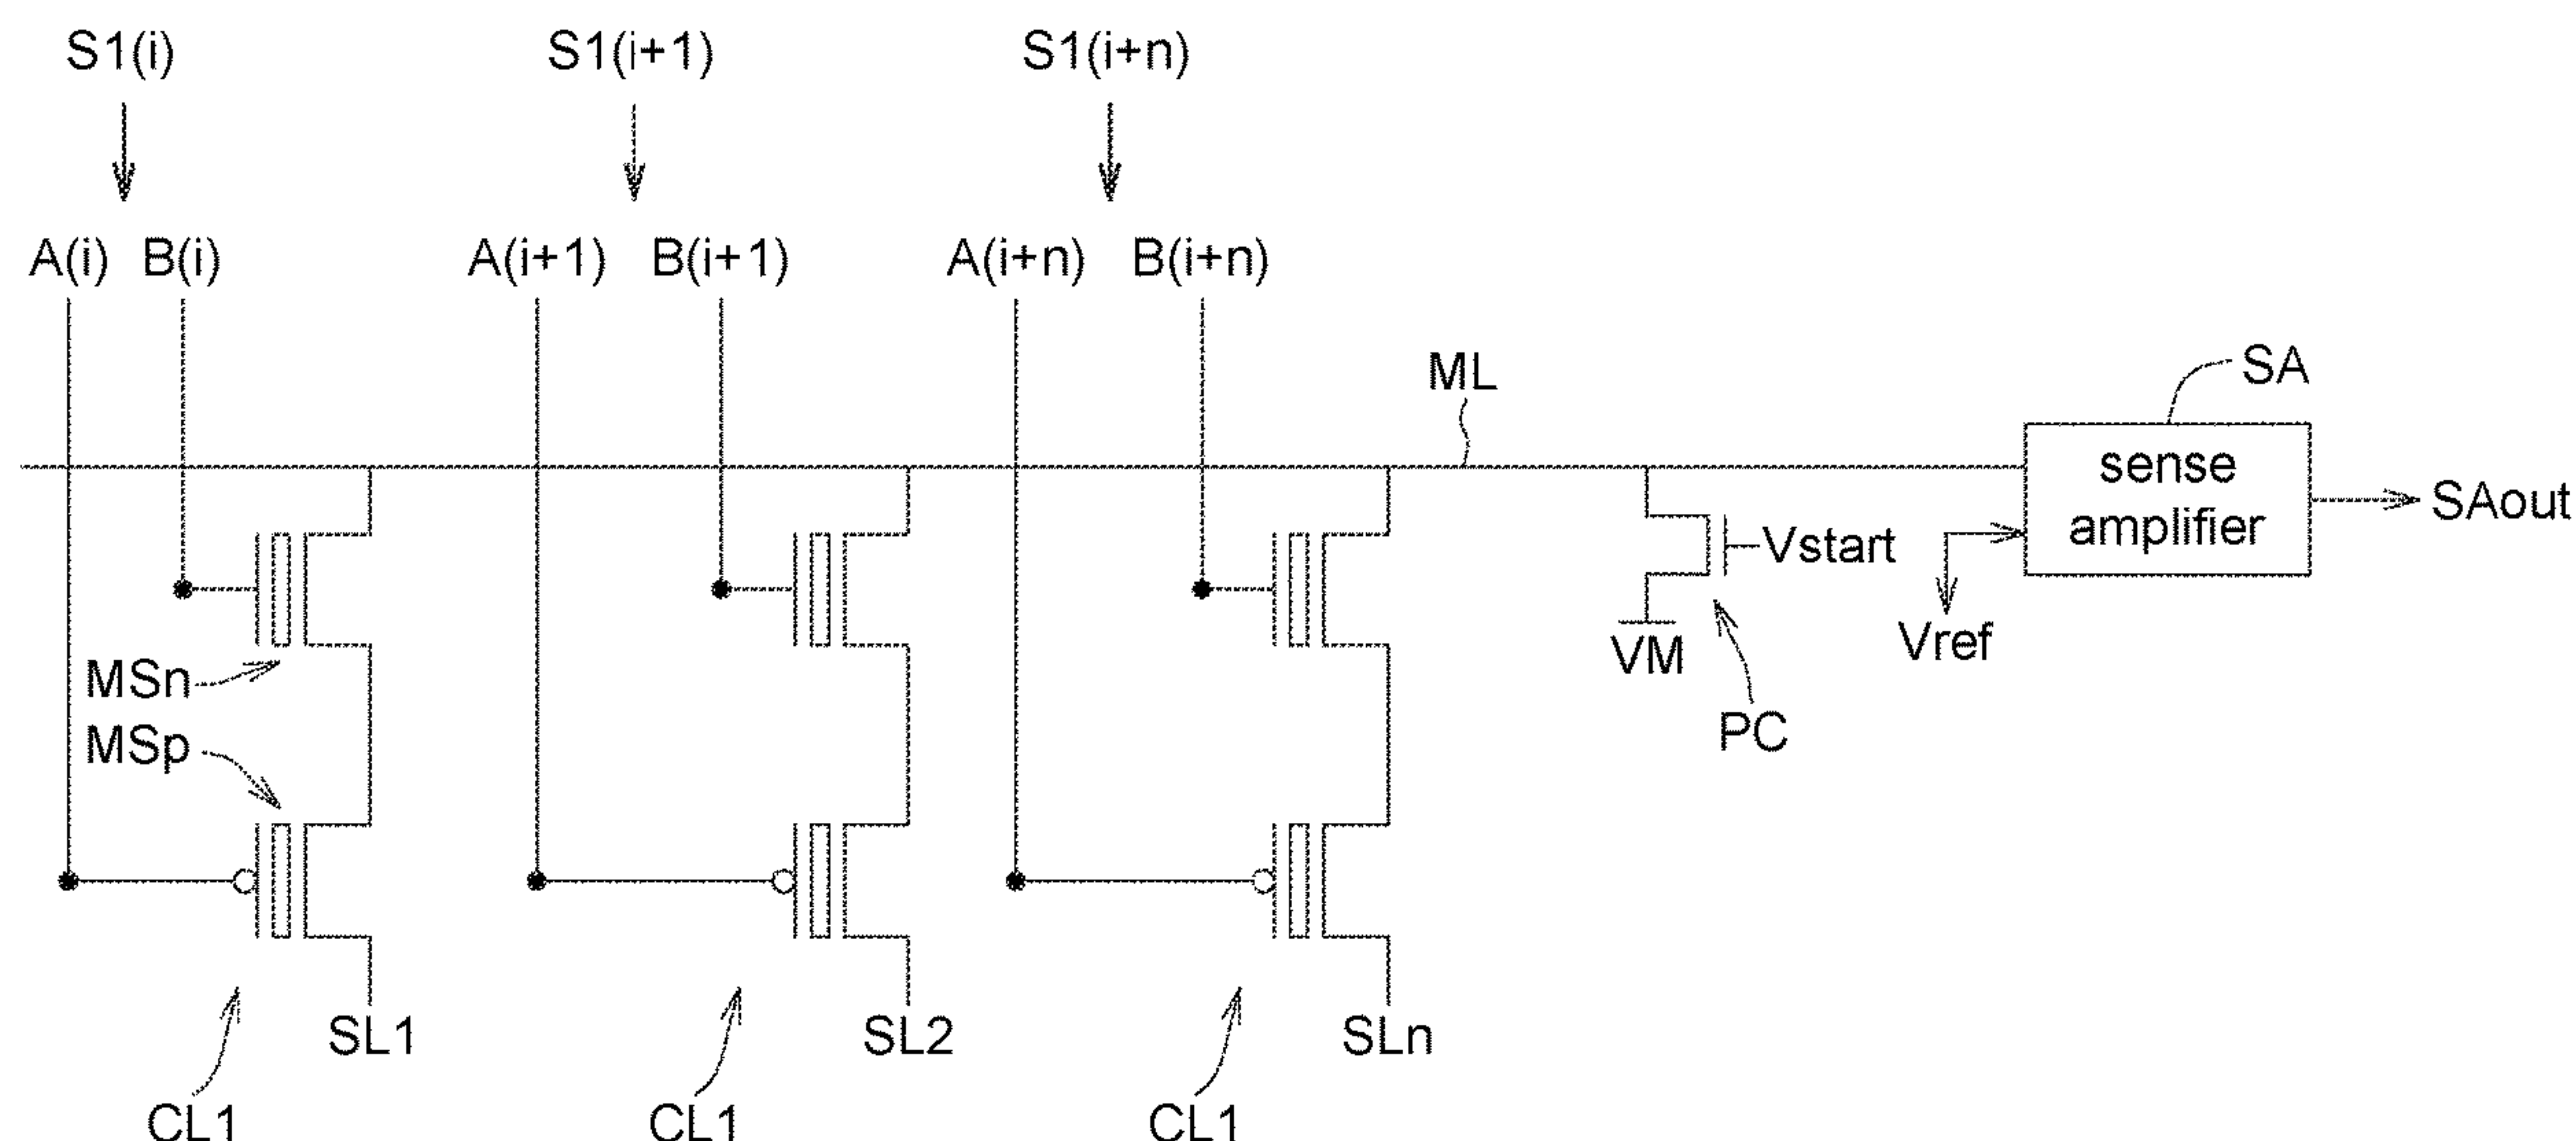 S1(i)
S1(i+1)
S1(i+n)
A(i)
B(i)
A(i+1)
B(i+1)
A(i+n)
B(i+n)
ML
SA
sense
amplifier
SAout
Vstart
Vref
VM
PC
MSn
MSp
SL1
SL2
SLn
CL1
CL1
CL1